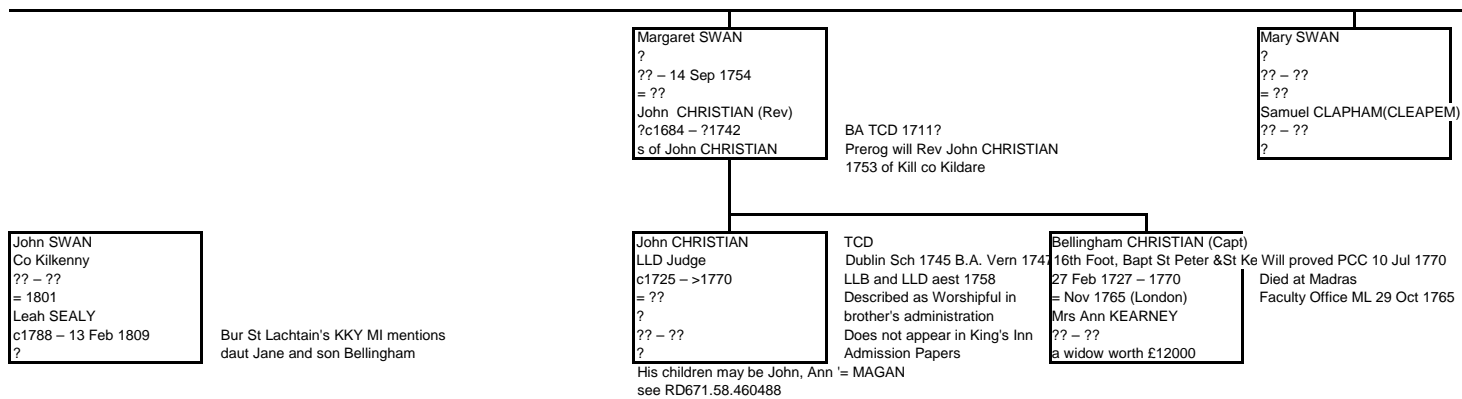 Margaret SWAN
?
?? – 14 Sep 1754
= ??
John  CHRISTIAN (Rev)
?c1684 – ?1742
s of John CHRISTIAN
BA TCD 1711?
Prerog will Rev John CHRISTIAN
1753 of Kill co Kildare
Mary SWAN
?
?? – ??
= ??
Samuel CLAPHAM(CLEAPEM)
?? – ??
?
John SWAN
Co Kilkenny
?? – ??
= 1801
Leah SEALY
c1788 – 13 Feb 1809
?
Bur St Lachtain's KKY MI mentions
daut Jane and son Bellingham
John CHRISTIAN
LLD Judge
c1725 – >1770
= ??
?
?? – ??
?
His children may be John, Ann '= MAGAN
see RD671.58.460488
TCD
Dublin Sch 1745 B.A. Vern 1747
LLB and LLD aest 1758
Described as Worshipful in
brother's administration
Does not appear in King's Inn
Admission Papers
Bellingham CHRISTIAN (Capt)
16th Foot, Bapt St Peter &St Ke
27 Feb 1727 – 1770
= Nov 1765 (London)
Mrs Ann KEARNEY
?? – ??
a widow worth £12000
Will proved PCC 10 Jul 1770
Died at Madras
Faculty Office ML 29 Oct 1765